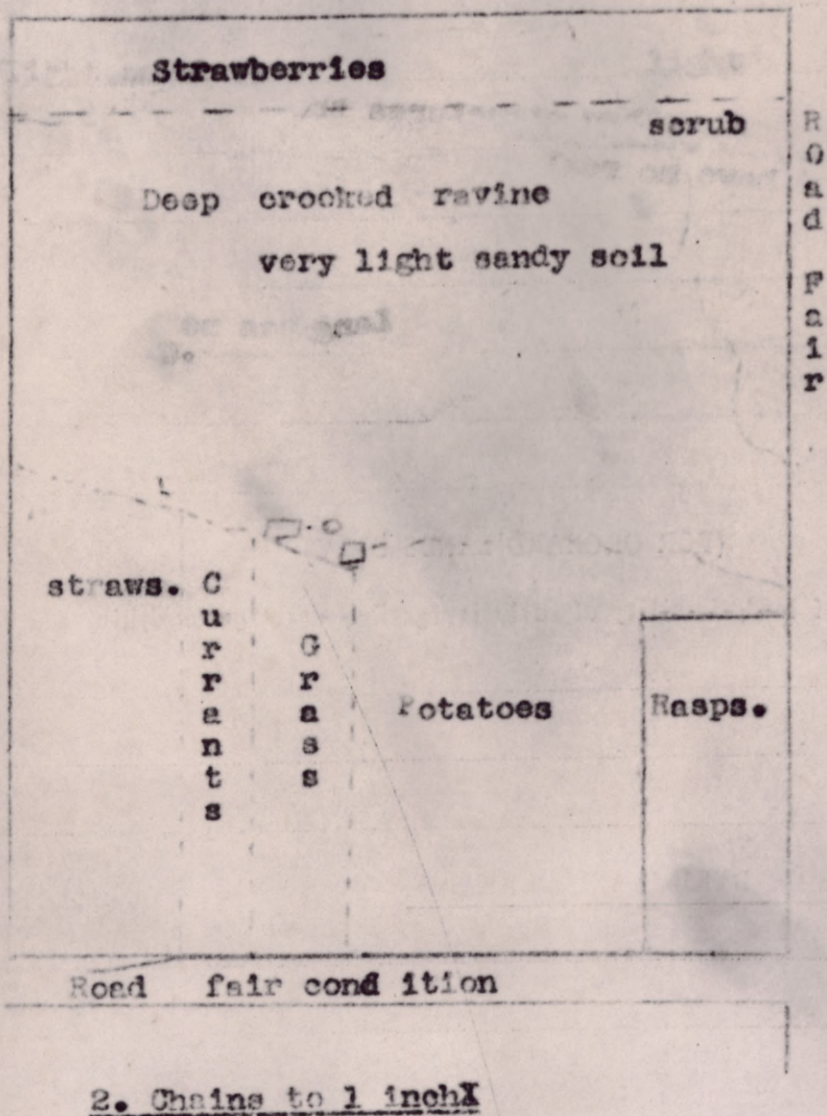 Strawberries
scrub
Road Fair
Deep crooked ravine
very light sandy soil
straws.
Currants
Grass
Potatoes
Rasps.
Road fair cond ition
2. Chains to 1 inchX